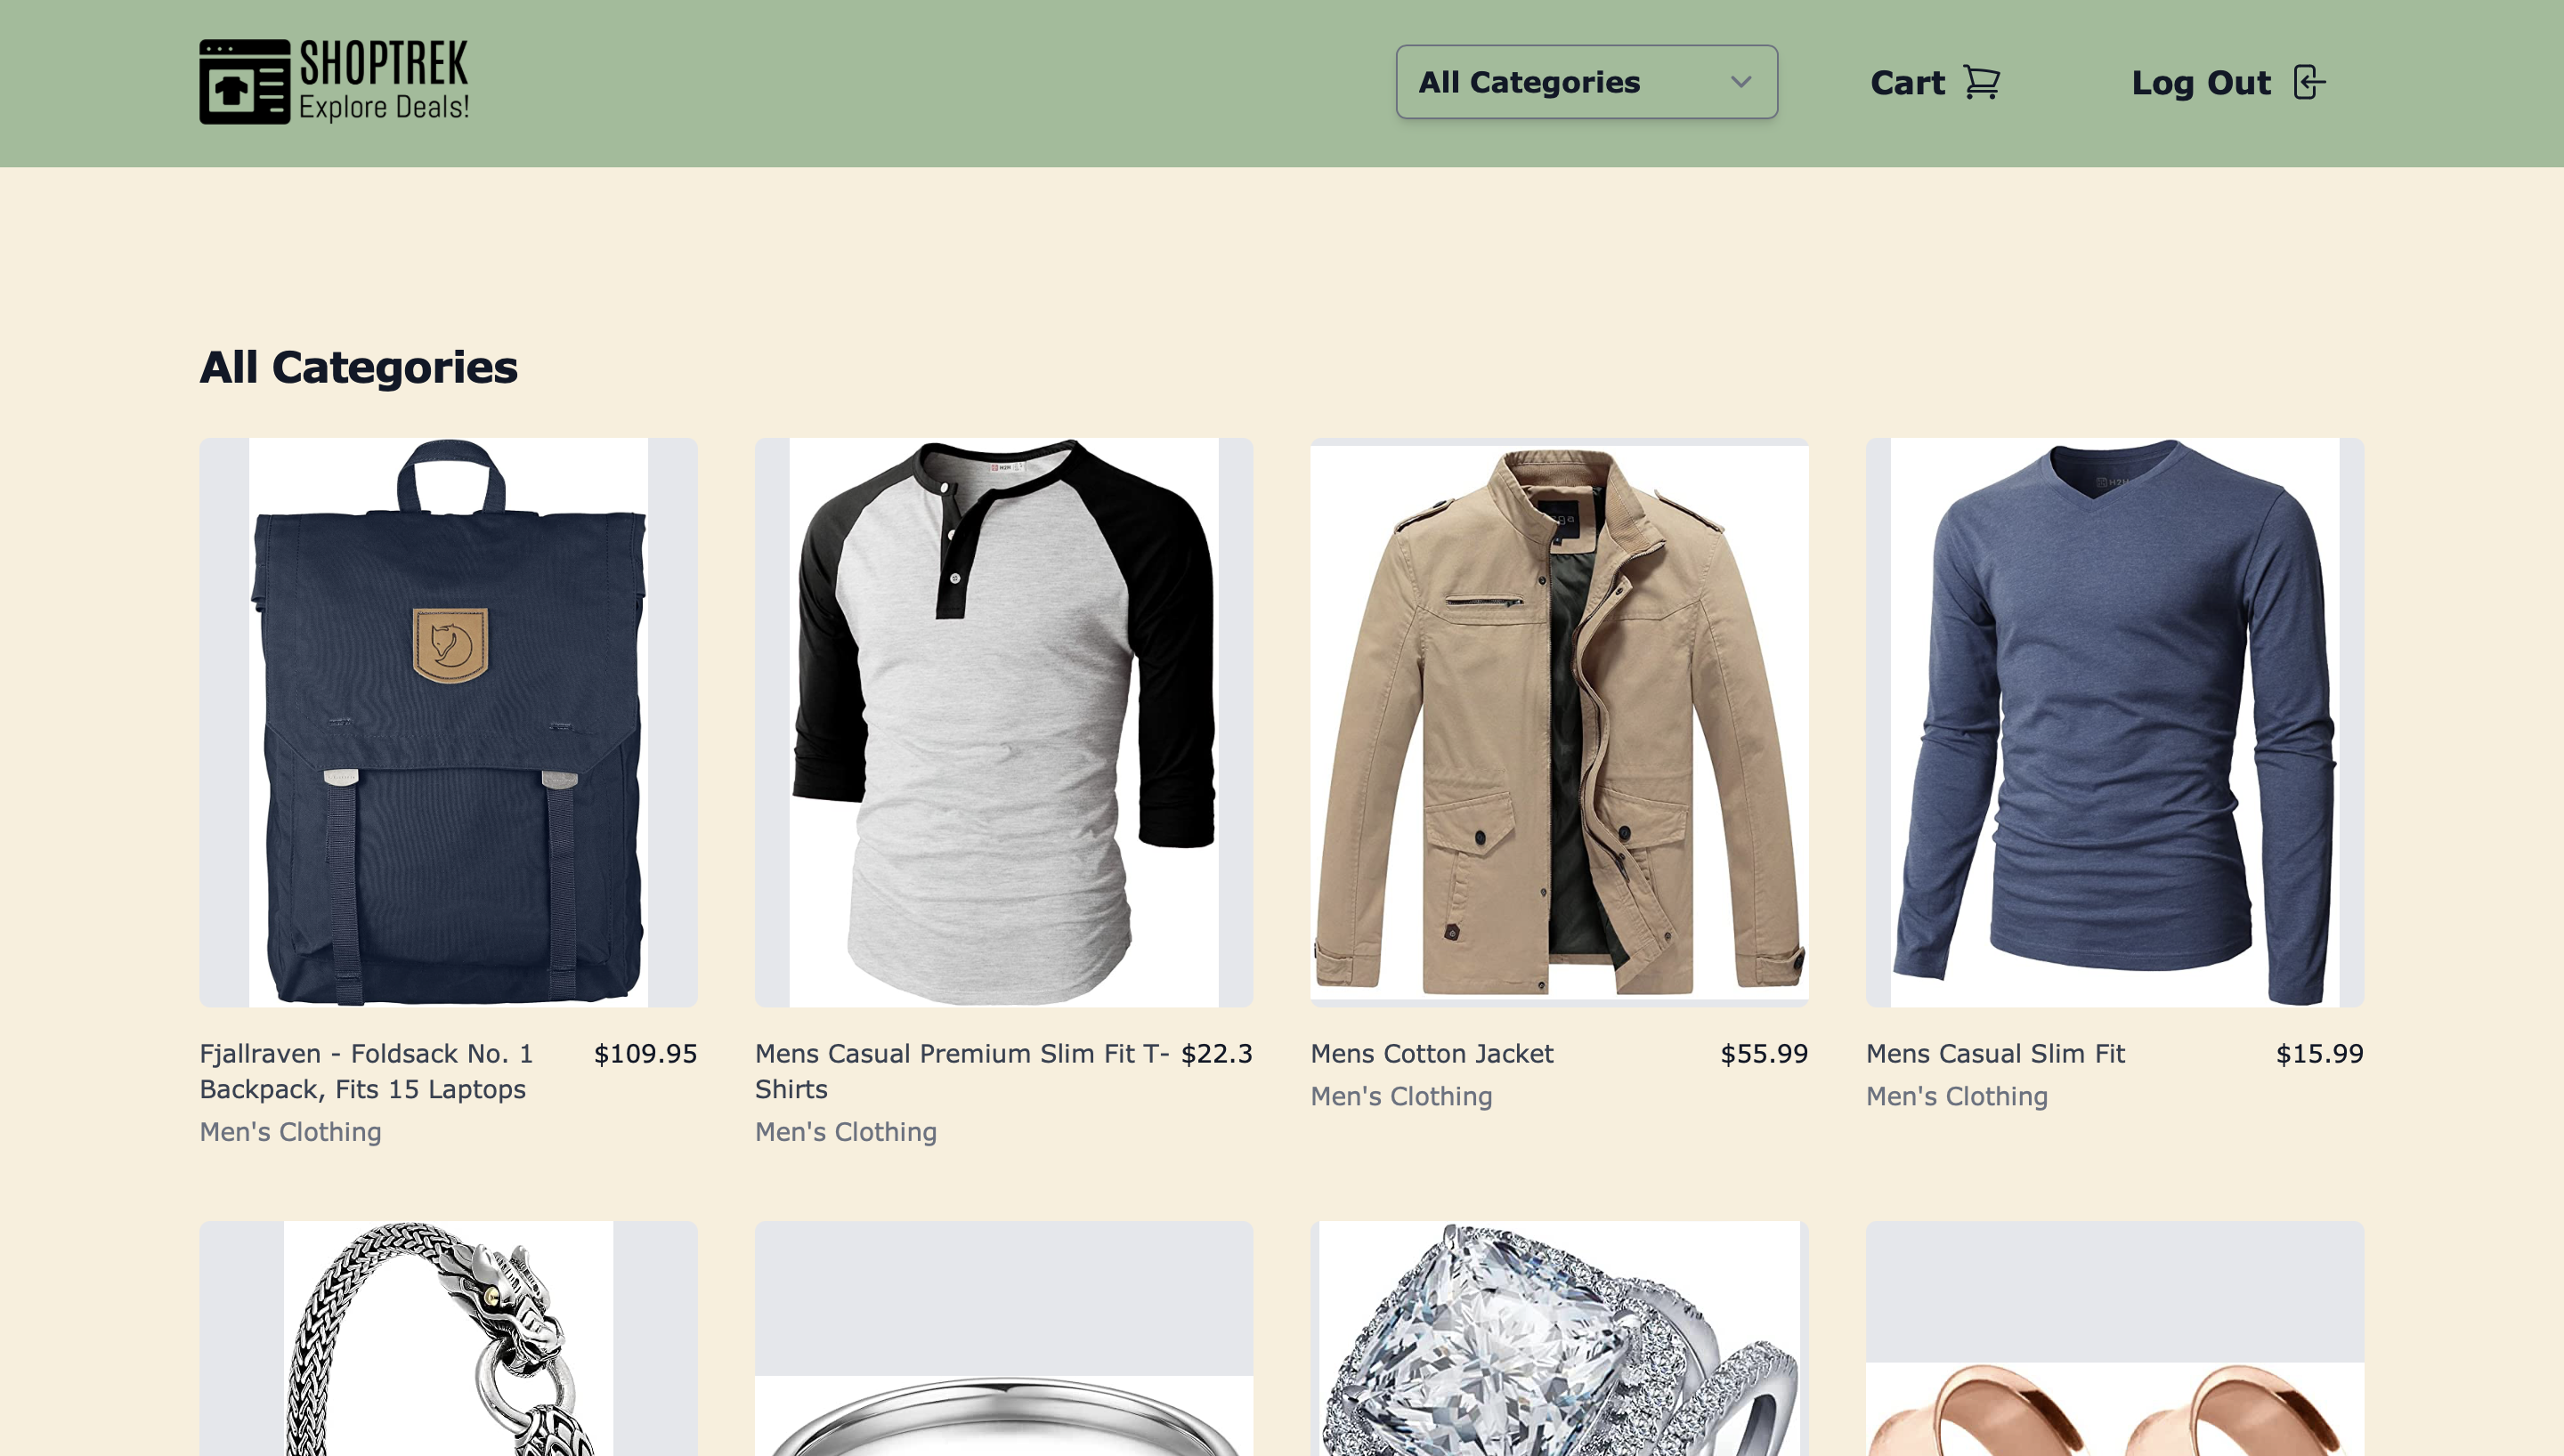 SHOPTREK
Explore Deals!
All Categories
Cart
Log Out
All Categories
Fjallraven - Foldsack No. 1
Backpack, Fits 15 Laptops
$109.95
Men's Clothing
Mens Casual Premium Slim Fit T-
Shirts
$22.3
Men's Clothing
Mens Cotton Jacket
$55.99
Men's Clothing
Mens Casual Slim Fit
$15.99
Men's Clothing